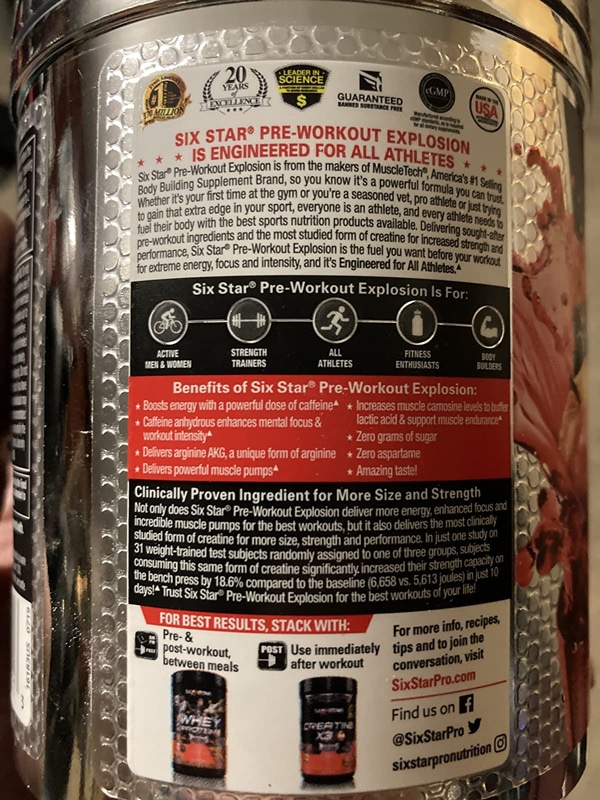 1
170 MILLION
20
YEARS
of
EXCELLENCE
LEADER IN
SCIENCE
$
GUARANTEED
BANNED SUBSTANCE FREE
cGMP
MADE IN THE
USA
SIX STAR® PRE-WORKOUT EXPLOSION
★ ★ ★ IS ENGINEERED FOR ALL ATHLETES ★ ★ ★
Six Star® Pre-Workout Explosion is from the makers of MuscleTech®, America's #1 Selling
Body Building Supplement Brand, so you know it's a powerful formula you can trust.
Whether it's your first time at the gym or you're a seasoned vet, pro athlete or just trying
to gain that extra edge in your sport, everyone is an athlete, and every athlete needs to
fuel their body with the best sports nutrition products available. Delivering sought-after
pre-workout ingredients and the most studied form of creatine for increased strength and
performance, Six Star® Pre-Workout Explosion is the fuel you want before your workout
for extreme energy, focus and intensity, and it's Engineered for All Athletes.▲
Six Star® Pre-Workout Explosion Is For:
ACTIVE
MEN & WOMEN
STRENGTH
TRAINERS
ALL
ATHLETES
FITNESS
ENTHUSIASTS
BODY
BUILDERS
Benefits of Six Star® Pre-Workout Explosion:
★ Boosts energy with a powerful dose of caffeine▲
★ Caffeine anhydrous enhances mental focus &
workout intensity▲
★ Delivers arginine AKG, a unique form of arginine
★ Delivers powerful muscle pumps▲
★ Increases muscle carnosine levels to buffer
lactic acid & support muscle endurance▲
★ Zero grams of sugar
★ Zero aspartame
★ Amazing taste!
Clinically Proven Ingredient for More Size and Strength
Not only does Six Star® Pre-Workout Explosion deliver more energy, enhanced focus and
incredible muscle pumps for the best workouts, but it also delivers the most clinically
studied form of creatine for more size, strength and performance. In just one study on
31 weight-trained test subjects randomly assigned to one of three groups, subjects
consuming this same form of creatine significantly increased their strength capacity on
the bench press by 18.6% compared to the baseline (6,658 vs. 5,613 joules) in just 10
days!▲ Trust Six Star® Pre-Workout Explosion for the best workouts of your life!
FOR BEST RESULTS, STACK WITH:
Pre- &
post-workout,
between meals
POST
Use immediately
after workout
WHEY
PROTEIN
CREATINE
X3
For more info, recipes,
tips and to join the
conversation, visit
SixStarPro.com
Find us on f
@SixStarPro
sixstarpronutrition